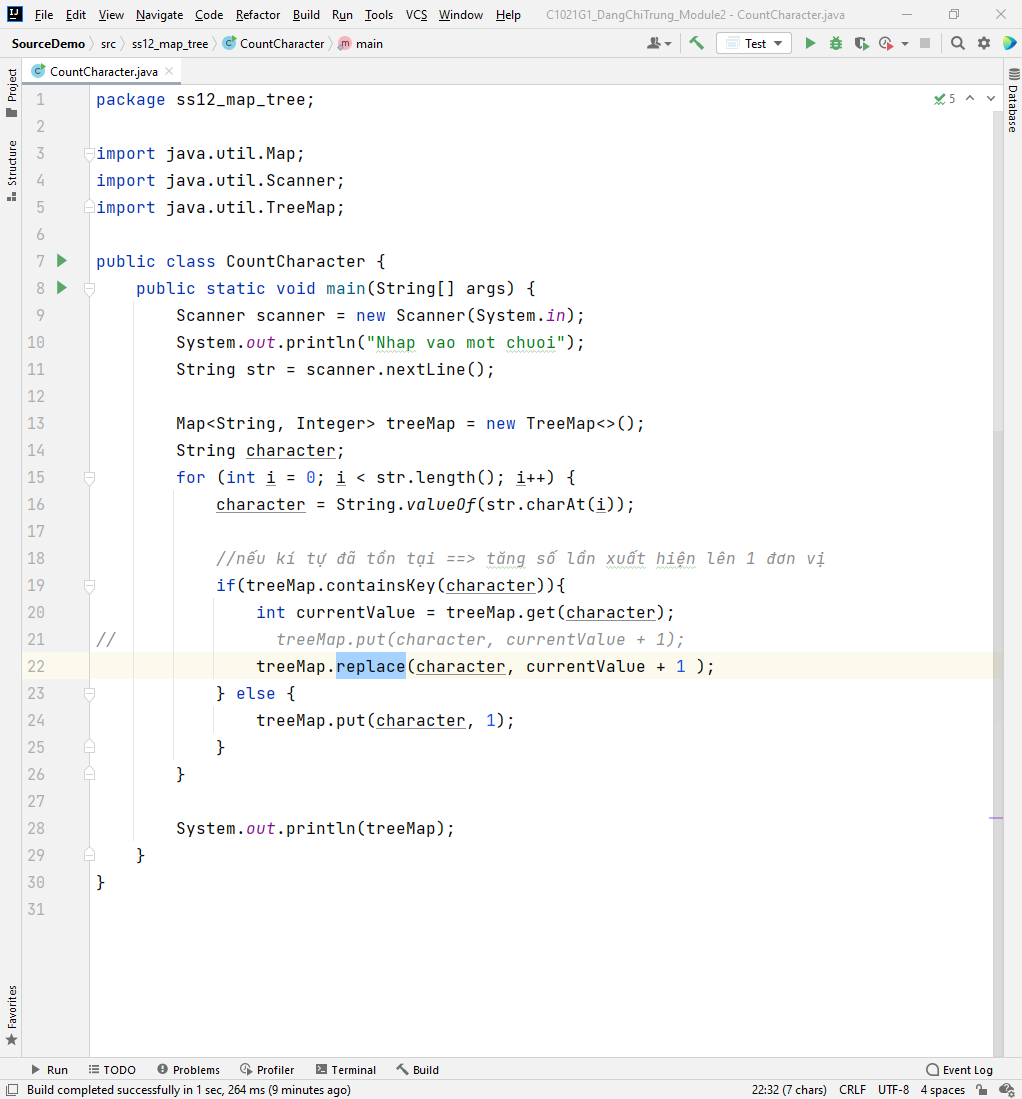 File Edit View Navigate Code Refactor Build Run Tools VCS Window Help C1021G1_DangChiTrung_Module2 - CountCharacter.java
SourceDemo src ss12_map_tree CountCharacter main Test
CountCharacter.java
Project
Structure
Favorites
Database
5
1 package ss12_map_tree;
2
3 import java.util.Map;
4 import java.util.Scanner;
5 import java.util.TreeMap;
6
7 public class CountCharacter {
8 public static void main(String[] args) {
9 Scanner scanner = new Scanner(System.in);
10 System.out.println("Nhap vao mot chuoi");
11 String str = scanner.nextLine();
12
13 Map<String, Integer> treeMap = new TreeMap<>();
14 String character;
15 for (int i = 0; i < str.length(); i++) {
16 character = String.valueOf(str.charAt(i));
17
18 //nếu kí tự đã tồn tại ==> tăng số lần xuất hiện lên 1 đơn vị
19 if(treeMap.containsKey(character)){
20 int currentValue = treeMap.get(character);
21 // treeMap.put(character, currentValue + 1);
22 treeMap.replace(character, currentValue + 1 );
23 } else {
24 treeMap.put(character, 1);
25 }
26 }
27
28 System.out.println(treeMap);
29 }
30 }
31
Run TODO Problems Profiler Terminal Build Event Log
Build completed successfully in 1 sec, 264 ms (9 minutes ago) 22:32 (7 chars) CRLF UTF-8 4 spaces